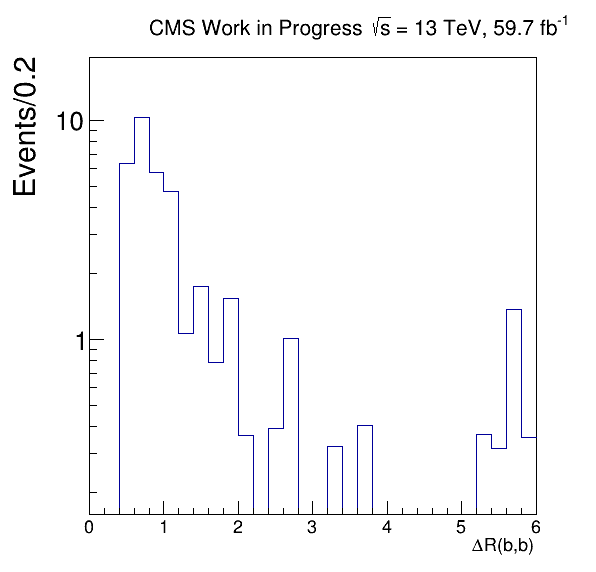 CMS Work in Progress √s = 13 TeV, 59.7 fb⁻¹
Events/0.2
10
1
0 1 2 3 4 5 6
ΔR(b,b)